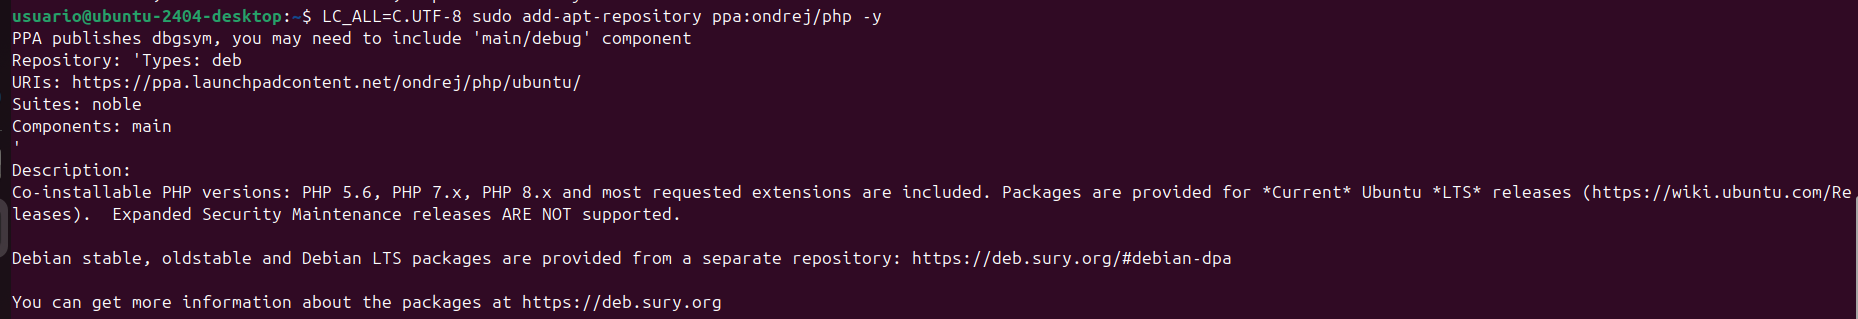 usuario@ubuntu-2404-desktop:~$ LC_ALL=C.UTF-8 sudo add-apt-repository ppa:ondrej/php -y
PPA publishes dbgsym, you may need to include 'main/debug' component
Repository: 'Types: deb
URIs: https://ppa.launchpadcontent.net/ondrej/php/ubuntu/
Suites: noble
Components: main
'
Description:
Co-installable PHP versions: PHP 5.6, PHP 7.x, PHP 8.x and most requested extensions are included. Packages are provided for *Current* Ubuntu *LTS* releases (https://wiki.ubuntu.com/Re
leases).  Expanded Security Maintenance releases ARE NOT supported.
Debian stable, oldstable and Debian LTS packages are provided from a separate repository: https://deb.sury.org/#debian-dpa
You can get more information about the packages at https://deb.sury.org